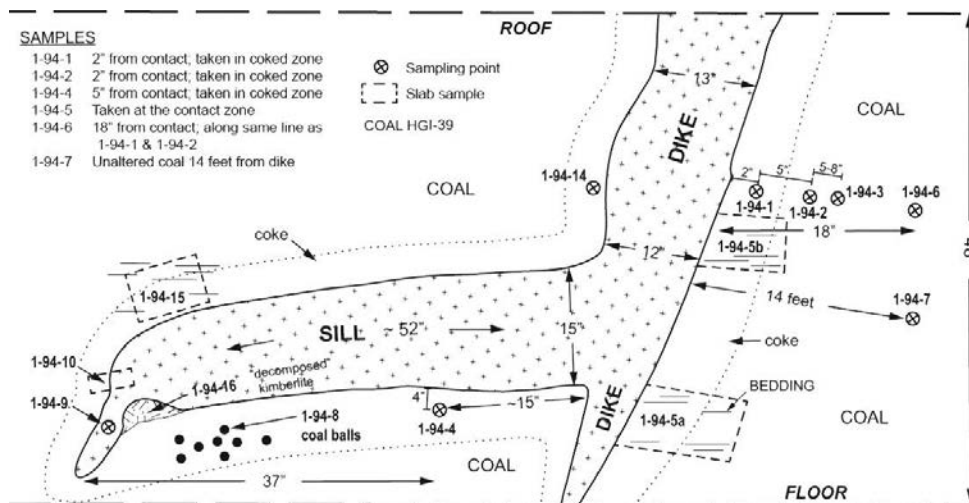 ROOF
SAMPLES
1-94-1 2" from contact; taken in coked zone
1-94-2 2" from contact; taken in coked zone
1-94-4 5" from contact; taken in coked zone
1-94-5 Taken at the contact zone
1-94-6 18" from contact; along same line as
1-94-1 & 1-94-2
1-94-7 Unaltered coal 14 feet from dike
Sampling point
Slab sample
COAL HGI-39
13"
DIKE
COAL
COAL
1-94-14
2"
5"
5-8"
1-94-1
1-94-2
1-94-3
1-94-6
18"
1-94-5b
coke
12"
1-94-15
14 feet
1-94-7
SILL
~ 52"
15"
coke
1-94-10
"decomposed"
kimberlite
1-94-16
BEDDING
1-94-9
1-94-8
coal balls
4"
~15"
1-94-4
DIKE
1-94-5a
COAL
COAL
37"
FLOOR